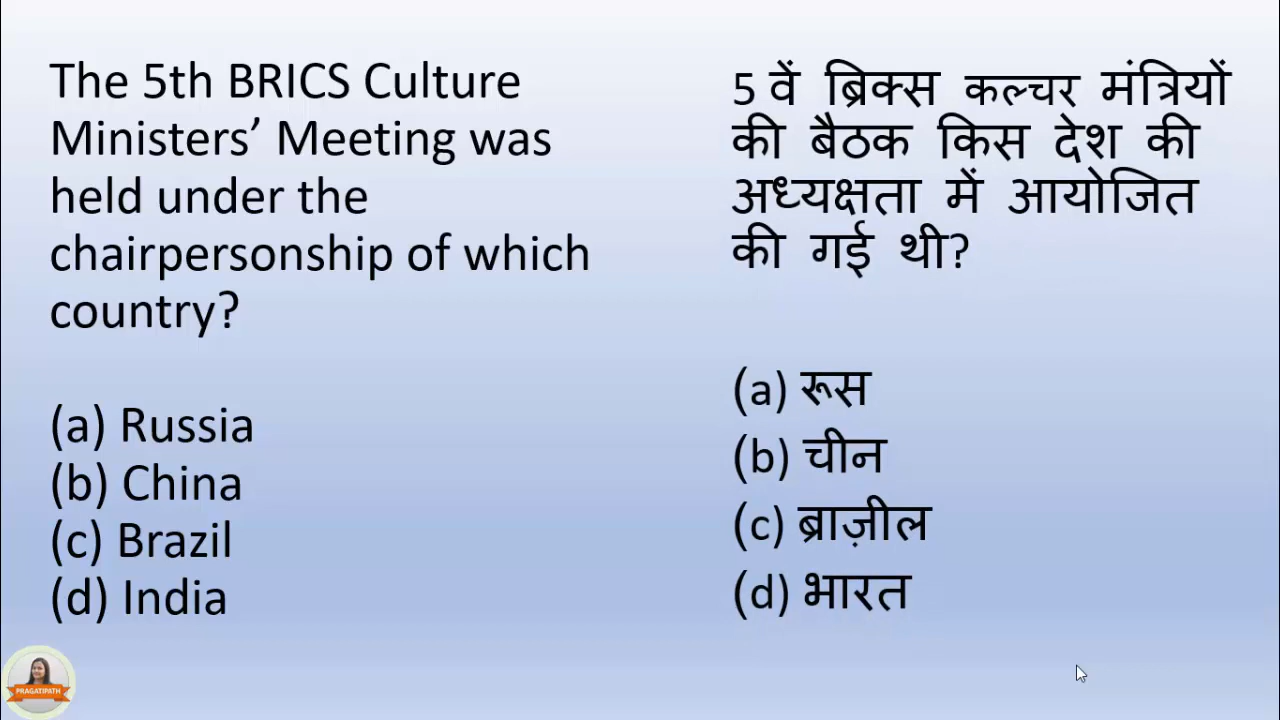 The 5th BRICS Culture
Ministers’ Meeting was
held under the
chairpersonship of which
country?
(a) Russia
(b) China
(c) Brazil
(d) India
5 वें ब्रिक्स कल्चर मंत्रियों
की बैठक किस देश की
अध्यक्षता में आयोजित
की गई थी?
(a) रूस
(b) चीन
(c) ब्राज़ील
(d) भारत
PRAGATIPATH